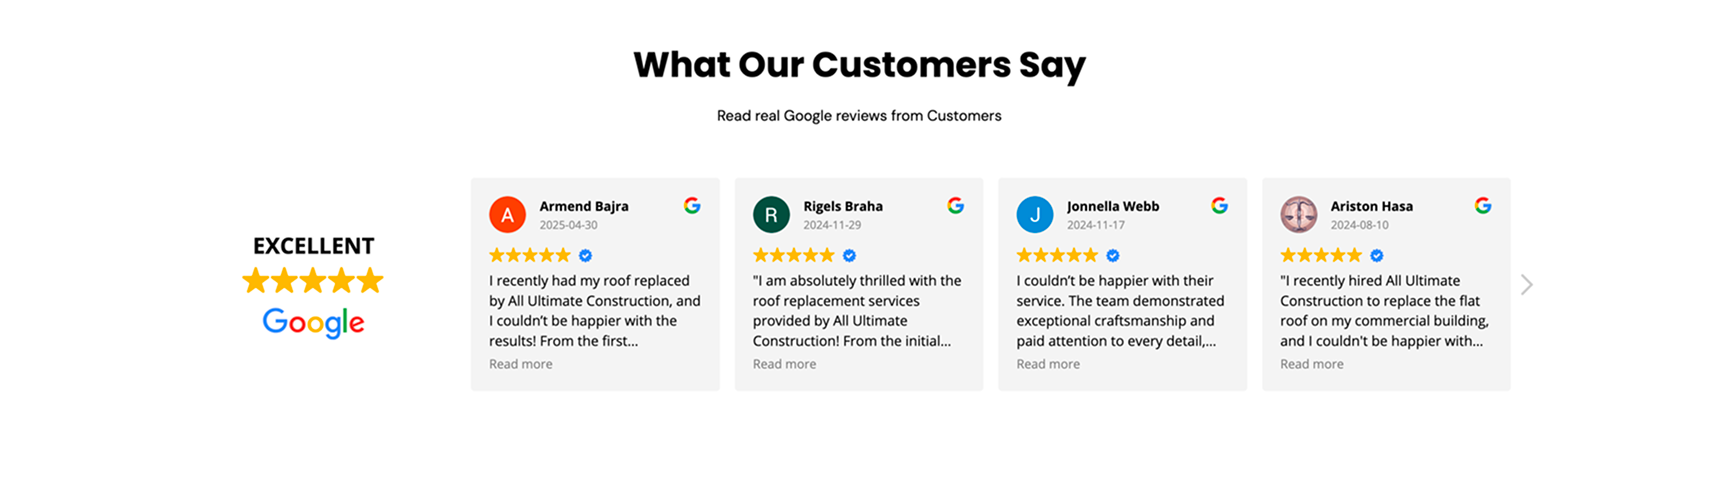 What Our Customers Say
Read real Google reviews from Customers
EXCELLENT
Google
A
Armend Bajra
2025-04-30
I recently had my roof replaced
by All Ultimate Construction, and
I couldn’t be happier with the
results! From the first...
Read more
R
Rigels Braha
2024-11-29
"I am absolutely thrilled with the
roof replacement services
provided by All Ultimate
Construction! From the initial...
Read more
J
Jonnella Webb
2024-11-17
I couldn’t be happier with their
service. The team demonstrated
exceptional craftsmanship and
paid attention to every detail,...
Read more
Ariston Hasa
2024-08-10
"I recently hired All Ultimate
Construction to replace the flat
roof on my commercial building,
and I couldn't be happier with...
Read more